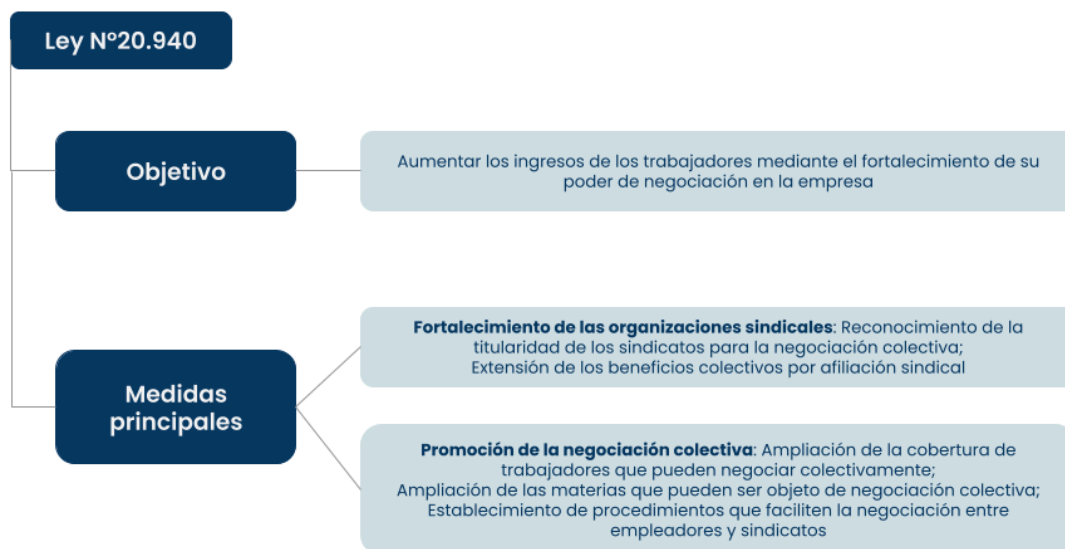 Ley N°20.940
Objetivo
Aumentar los ingresos de los trabajadores mediante el fortalecimiento de su
poder de negociación en la empresa
Medidas
principales
Fortalecimiento de las organizaciones sindicales: Reconocimiento de la
titularidad de los sindicatos para la negociación colectiva;
Extensión de los beneficios colectivos por afiliación sindical
Promoción de la negociación colectiva: Ampliación de la cobertura de
trabajadores que pueden negociar colectivamente;
Ampliación de las materias que pueden ser objeto de negociación colectiva;
Establecimiento de procedimientos que faciliten la negociación entre
empleadores y sindicatos